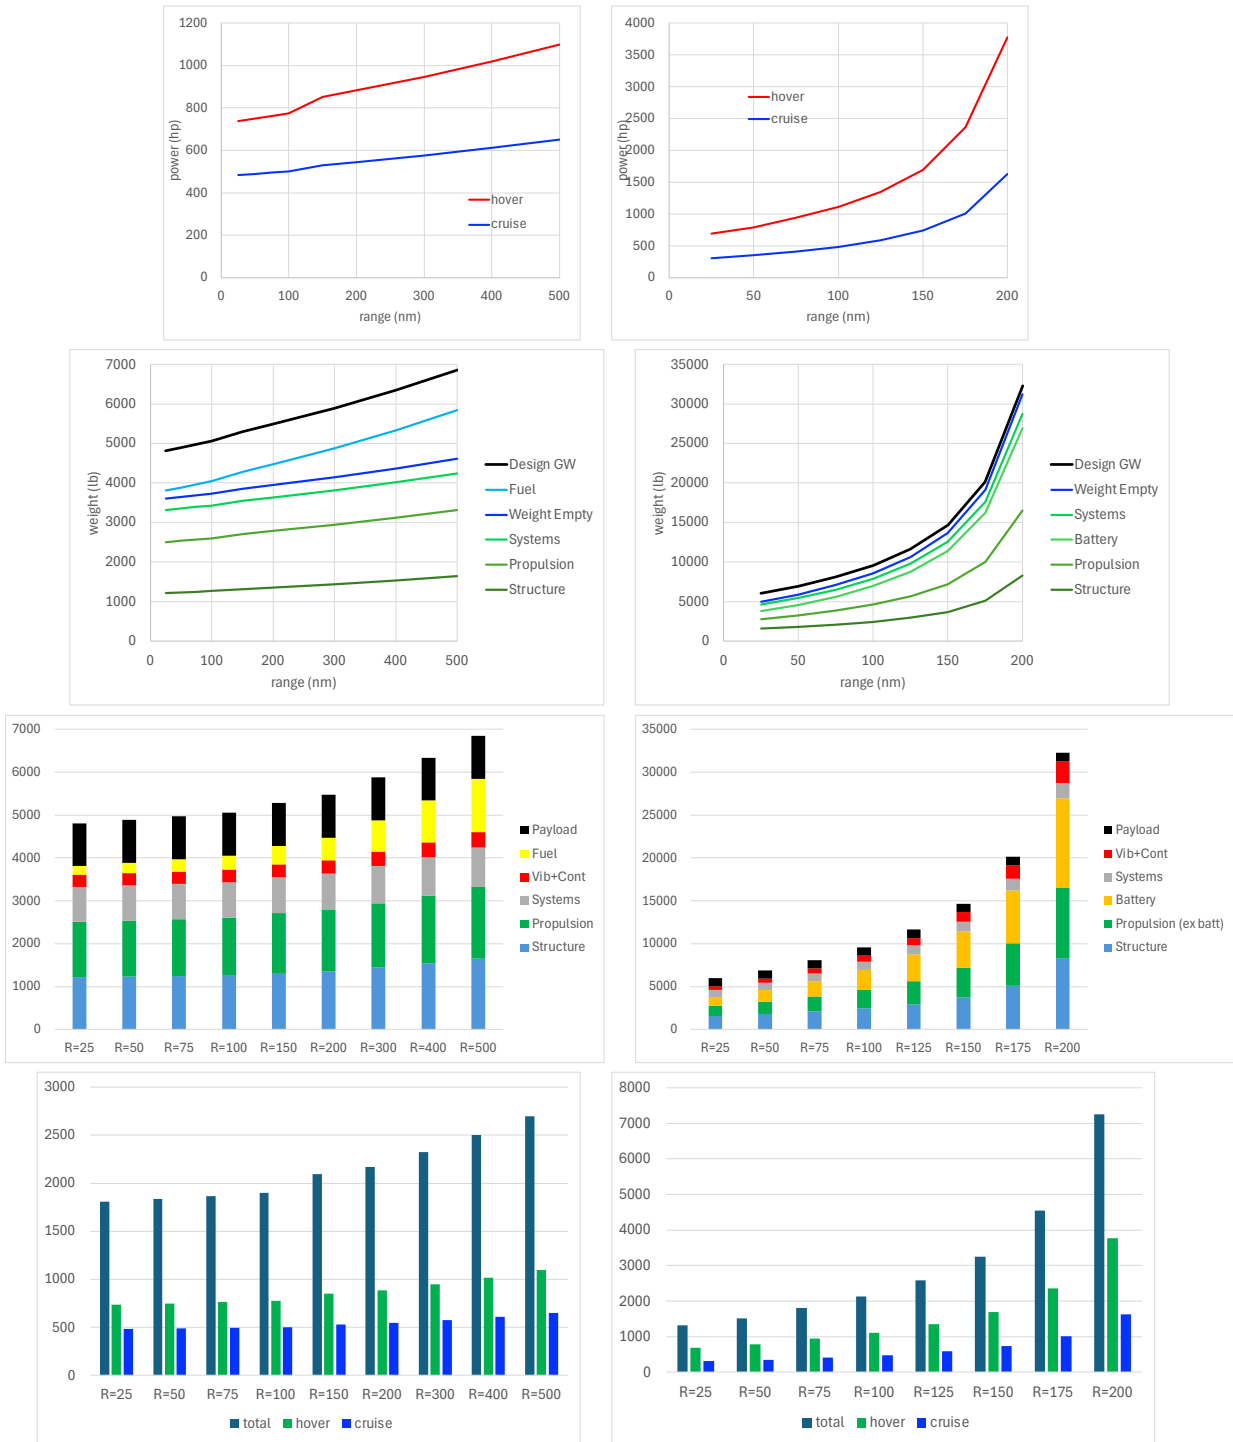 1200
1000
800
600
400
200
0
power (hp)
hover
cruise
0 100 200 300 400 500
range (nm)
4000
3500
3000
2500
2000
1500
1000
500
0
power (hp)
hover
cruise
0 50 100 150 200
range (nm)
7000
6000
5000
4000
3000
2000
1000
0
weight (lb)
0 100 200 300 400 500
range (nm)
Design GW
Fuel
Weight Empty
Systems
Propulsion
Structure
35000
30000
25000
20000
15000
10000
5000
0
weight (lb)
0 50 100 150 200
range (nm)
Design GW
Weight Empty
Systems
Battery
Propulsion
Structure
7000
6000
5000
4000
3000
2000
1000
0
R=25 R=50 R=75 R=100 R=150 R=200 R=300 R=400 R=500
Payload
Fuel
Vib+Cont
Systems
Propulsion
Structure
35000
30000
25000
20000
15000
10000
5000
0
R=25 R=50 R=75 R=100 R=125 R=150 R=175 R=200
Payload
Vib+Cont
Systems
Battery
Propulsion (ex batt)
Structure
3000
2500
2000
1500
1000
500
0
R=25 R=50 R=75 R=100 R=150 R=200 R=300 R=400 R=500
total hover cruise
8000
7000
6000
5000
4000
3000
2000
1000
0
R=25 R=50 R=75 R=100 R=125 R=150 R=175 R=200
total hover cruise